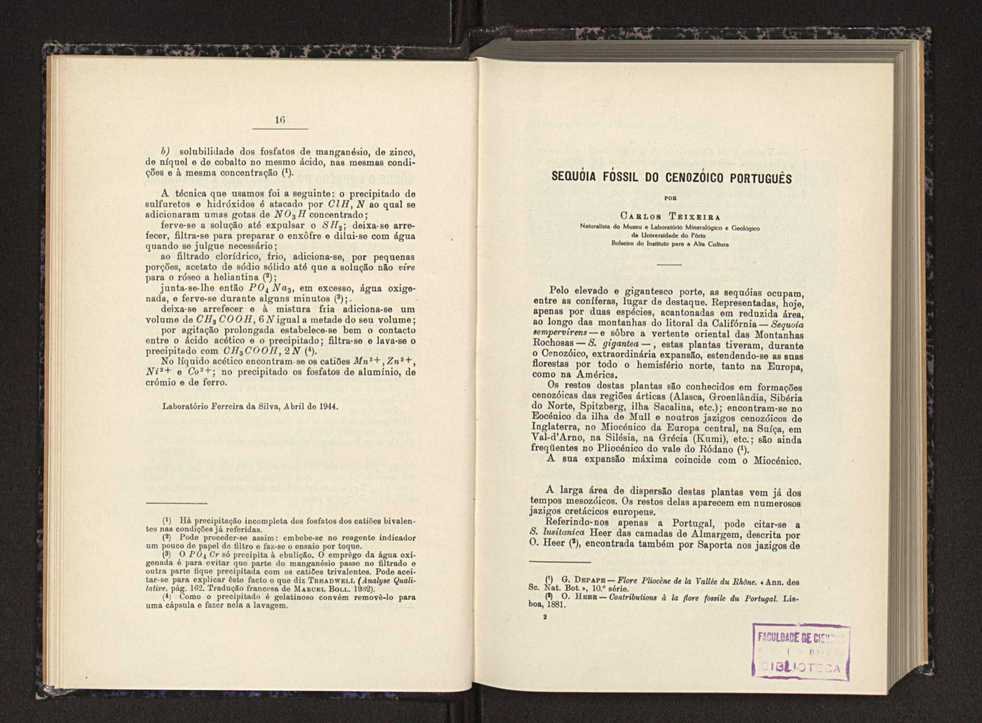 16
b) solubilidade dos fosfatos de manganésio, de zinco,
de níquel e de cobalto no mesmo ácido, nas mesmas condi-
ções e à mesma concentração (¹).
A técnica que usamos foi a seguinte: o precipitado de
sulfuretos e hidróxidos é atacado por ClH, N ao qual se
adicionaram umas gotas de NO₃H concentrado;
ferve-se a solução até expulsar o SH₂; deixa-se arre-
fecer, filtra-se para preparar o enxôfre e dilui-se com água
quando se julgue necessário;
ao filtrado clorídrico, frio, adiciona-se, por pequenas
porções, acetato de sódio sólido até que a solução não vire
para o róseo a heliantina (²);
junta-se-lhe então PO₄Na₃, em excesso, água oxige-
nada, e ferve-se durante alguns minutos (³);.
deixa-se arrefecer e à mistura fria adiciona-se um
volume de CH₃COOH, 6N igual a metade do seu volume;
por agitação prolongada estabelece-se bem o contacto
entre o ácido acético e o precipitado; filtra-se e lava-se o
precipitado com CH₃COOH, 2N (⁴).
No líquido acético encontram-se os catiões Mn²⁺, Zn²⁺,
Ni²⁺ e Co²⁺; no precipitado os fosfatos de alumínio, de
crómio e de ferro.
Laboratório Ferreira da Silva, Abril de 1944.
(¹) Há precipitação incompleta dos fosfatos dos catiões bivalen-
tes nas condições já referidas.
(²) Pode proceder-se assim: embebe-se no reagente indicador
um pouco de papel de filtro e faz-se o ensaio por toque.
(³) O PO₄Cr só precipita à ebulição. O emprêgo da água oxi-
genada é para evitar que parte do manganésio passe no filtrado e
outra parte fique precipitada com os catiões trivalentes. Pode acei-
tar-se para explicar êste facto o que diz TREADWELL (Analyse Quali-
tative, pág. 162. Tradução francesa de MARCEL BOLL. 1932).
(⁴) Como o precipitado é gelatinoso convém removê-lo para
uma cápsula e fazer nela a lavagem.
SEQUÓIA FÓSSIL DO CENOZÓICO PORTUGUÊS
POR
CARLOS TEIXEIRA
Naturalista do Museu e Laboratório Mineralógico e Geológico
da Universidade do Pôrto
Bolseiro do Instituto para a Alta Cultura
Pelo elevado e gigantesco porte, as sequóias ocupam,
entre as coníferas, lugar de destaque. Representadas, hoje,
apenas por duas espécies, acantonadas em reduzida área,
ao longo das montanhas do litoral da Califórnia — Sequoia
sempervirens — e sôbre a vertente oriental das Montanhas
Rochosas — S. gigantea —, estas plantas tiveram, durante
o Cenozóico, extraordinária expansão, estendendo-se as suas
florestas por todo o hemisfério norte, tanto na Europa,
como na América.
Os restos destas plantas são conhecidos em formações
cenozóicas das regiões árticas (Alasca, Groenlândia, Sibéria
do Norte, Spitzberg, ilha Sacalina, etc.); encontram-se no
Eocénico da ilha de Mull e noutros jazigos cenozóicos de
Inglaterra, no Miocénico da Europa central, na Suíça, em
Val-d'Arno, na Silésia, na Grécia (Kumi), etc.; são ainda
freqüentes no Pliocénico do vale do Ródano (¹).
A sua expansão máxima coincide com o Miocénico.
A larga área de dispersão destas plantas vem já dos
tempos mesozóicos. Os restos delas aparecem em numerosos
jazigos cretácicos europeus.
Referindo-nos apenas a Portugal, pode citar-se a
S. lusitanica Heer das camadas de Almargem, descrita por
O. Heer (²), encontrada também por Saporta nos jazigos de
(¹) G. DEPAPE — Flore Pliocène de la Vallée du Rhône. «Ann. des
Sc. Nat. Bot.», 10.ª série.
(²) O. HEER — Contributions à la flore fossile du Portugal. Lis-
boa, 1881.
2
FACULDADE DE CIÊN
BIBLIOTECA